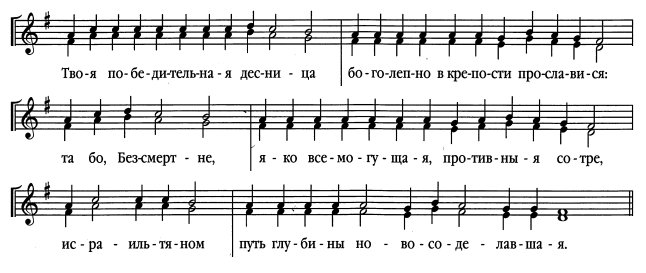 Тво-я по-бе-ди-тель-на-я дес-ни-ца бо-го-леп-но в кре-пости про-сла-ви-ся:
та бо, Без-смерт-не, я-ко все-мо-гу-ща-я, про-тив-ны-я со-тре,
ис-ра-иль-тя-ном путь глу-би-ны но-во-со-де-лав-ша-я.